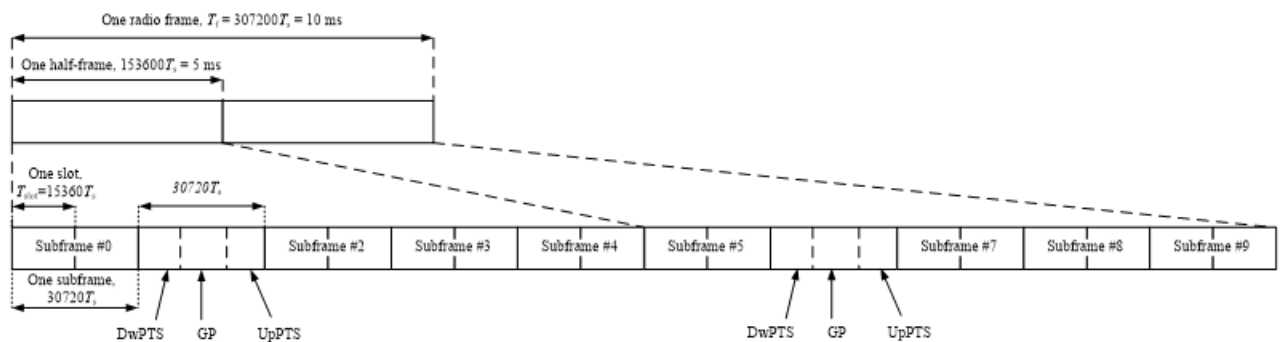 One radio frame, Tf = 307200Ts = 10 ms
One half-frame, 153600Ts = 5 ms
One slot,
Tslot=15360Ts
30720Ts
Subframe #0
Subframe #2
Subframe #3
Subframe #4
Subframe #5
Subframe #7
Subframe #8
Subframe #9
One subframe,
30720Ts
DwPTS
GP
UpPTS
DwPTS
GP
UpPTS